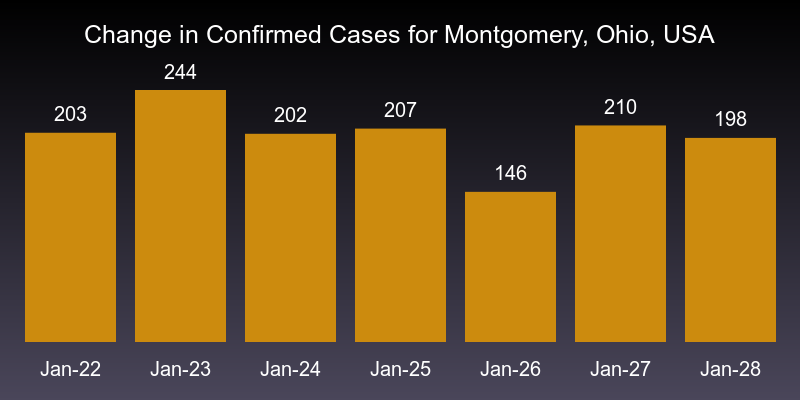 Change in Confirmed Cases for Montgomery, Ohio, USA
203
244
202
207
146
210
198
Jan-22
Jan-23
Jan-24
Jan-25
Jan-26
Jan-27
Jan-28